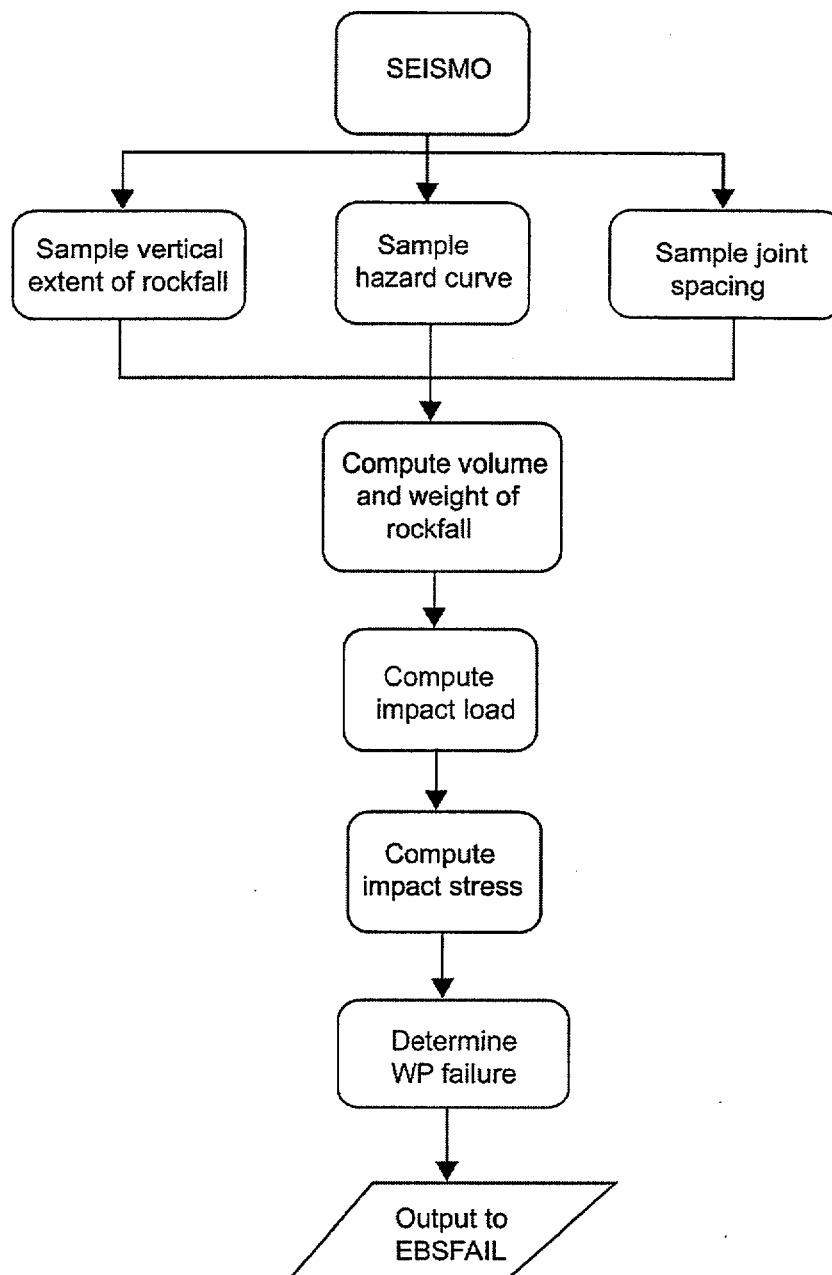 SEISMO
Sample vertical
extent of rockfall
Sample
hazard curve
Sample joint
spacing
Compute volume
and weight of
rockfall
Compute
impact load
Compute
impact stress
Determine
WP failure
Output to
EBSFAIL